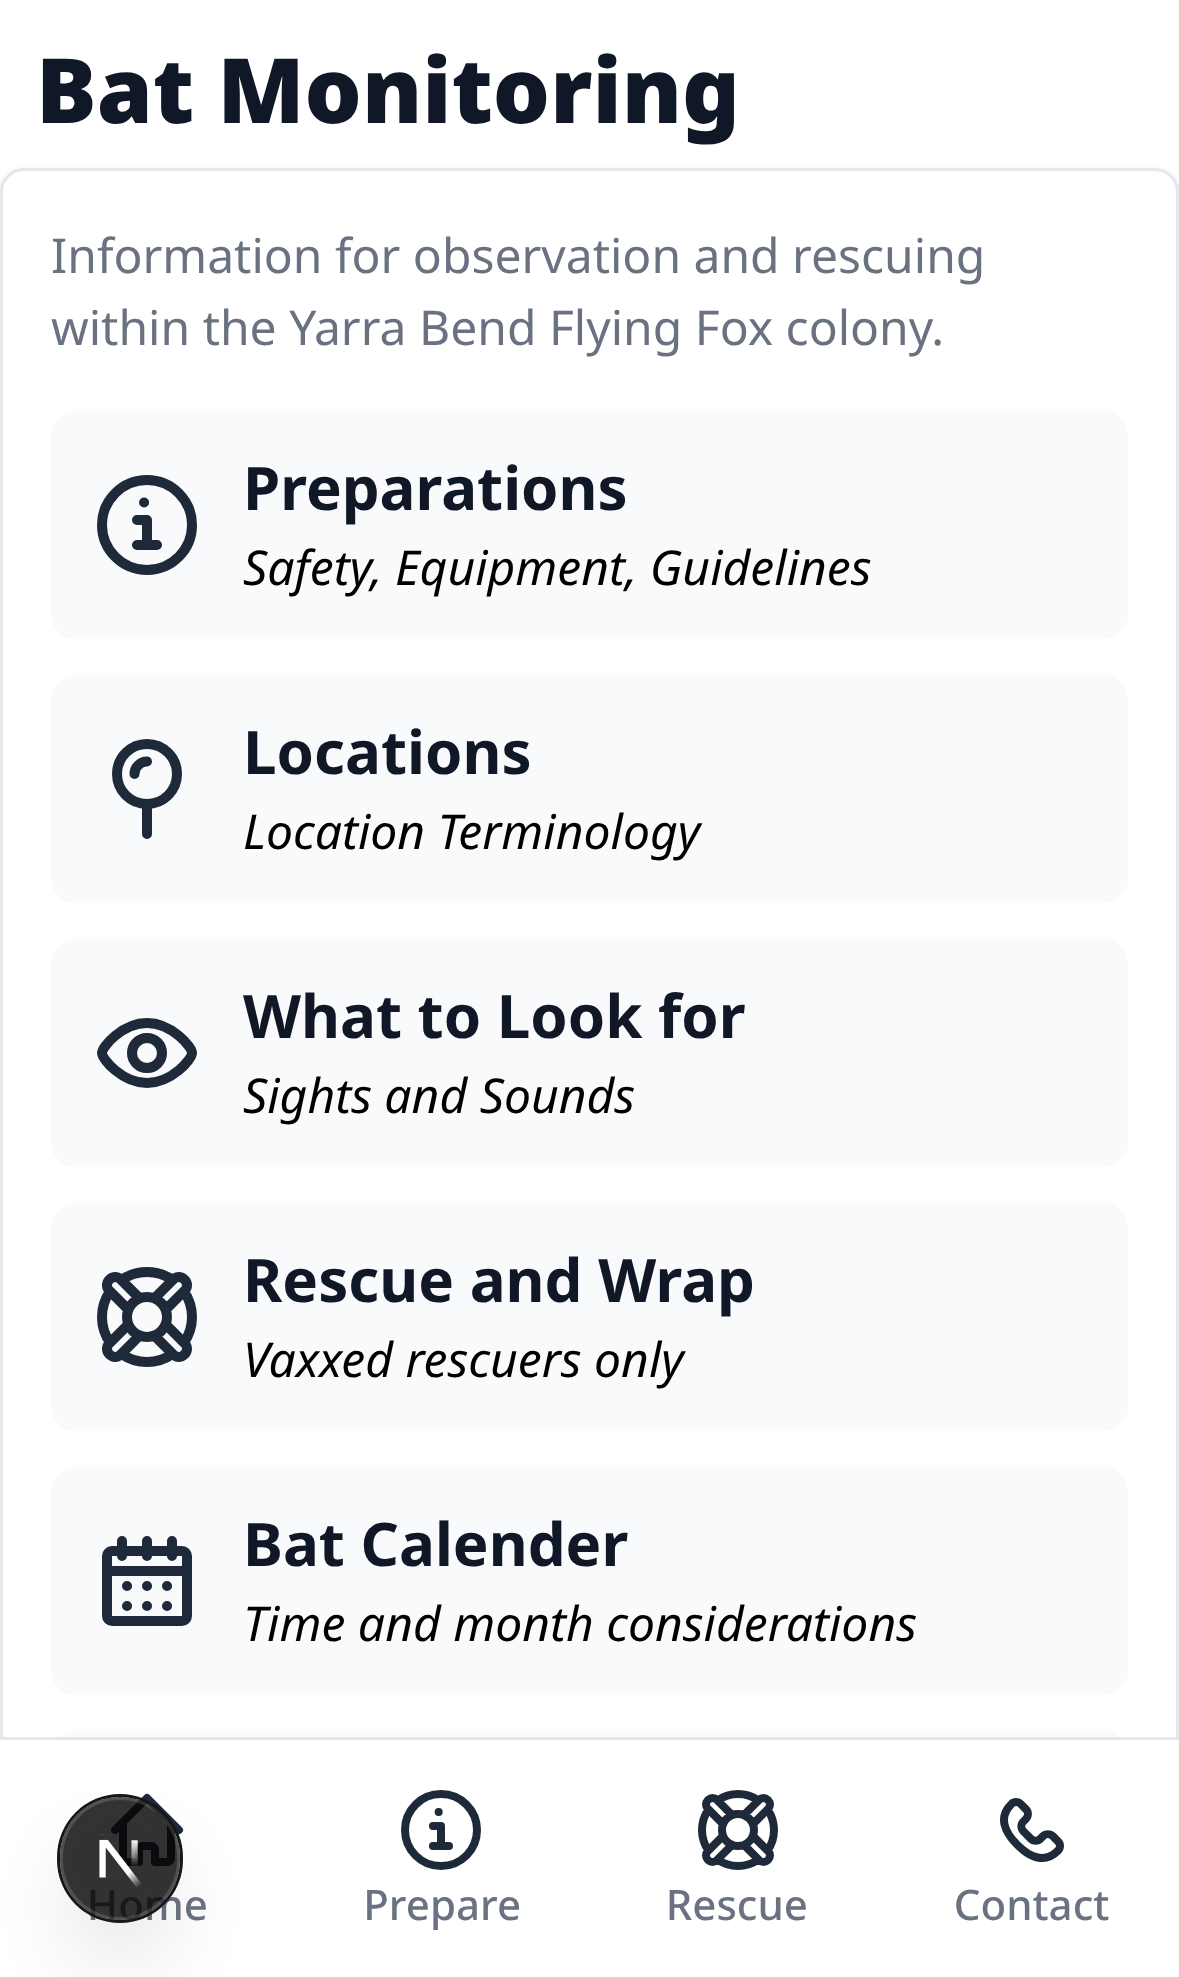 Bat Monitoring
Information for observation and rescuing
within the Yarra Bend Flying Fox colony.
Preparations
Safety, Equipment, Guidelines
Locations
Location Terminology
What to Look for
Sights and Sounds
Rescue and Wrap
Vaxxed rescuers only
Bat Calender
Time and month considerations
N
Home
Prepare
Rescue
Contact